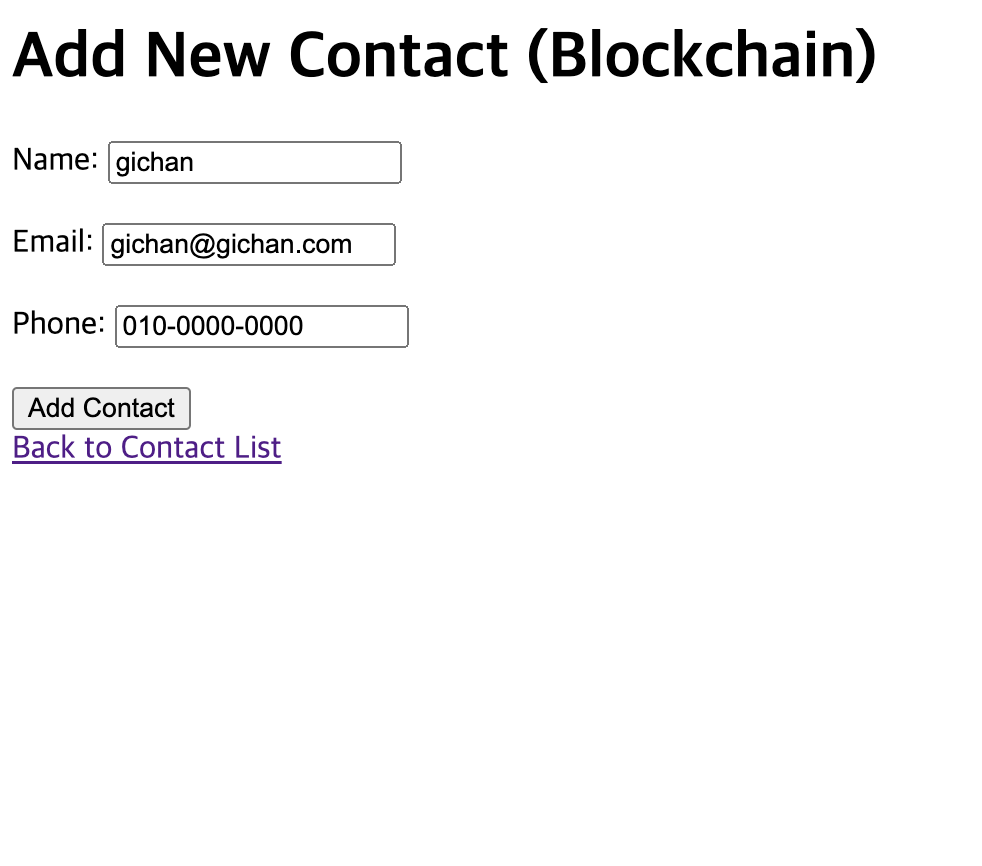 Add New Contact (Blockchain)
Name: gichan
Email: gichan@gichan.com
Phone: 010-0000-0000
Add Contact
Back to Contact List